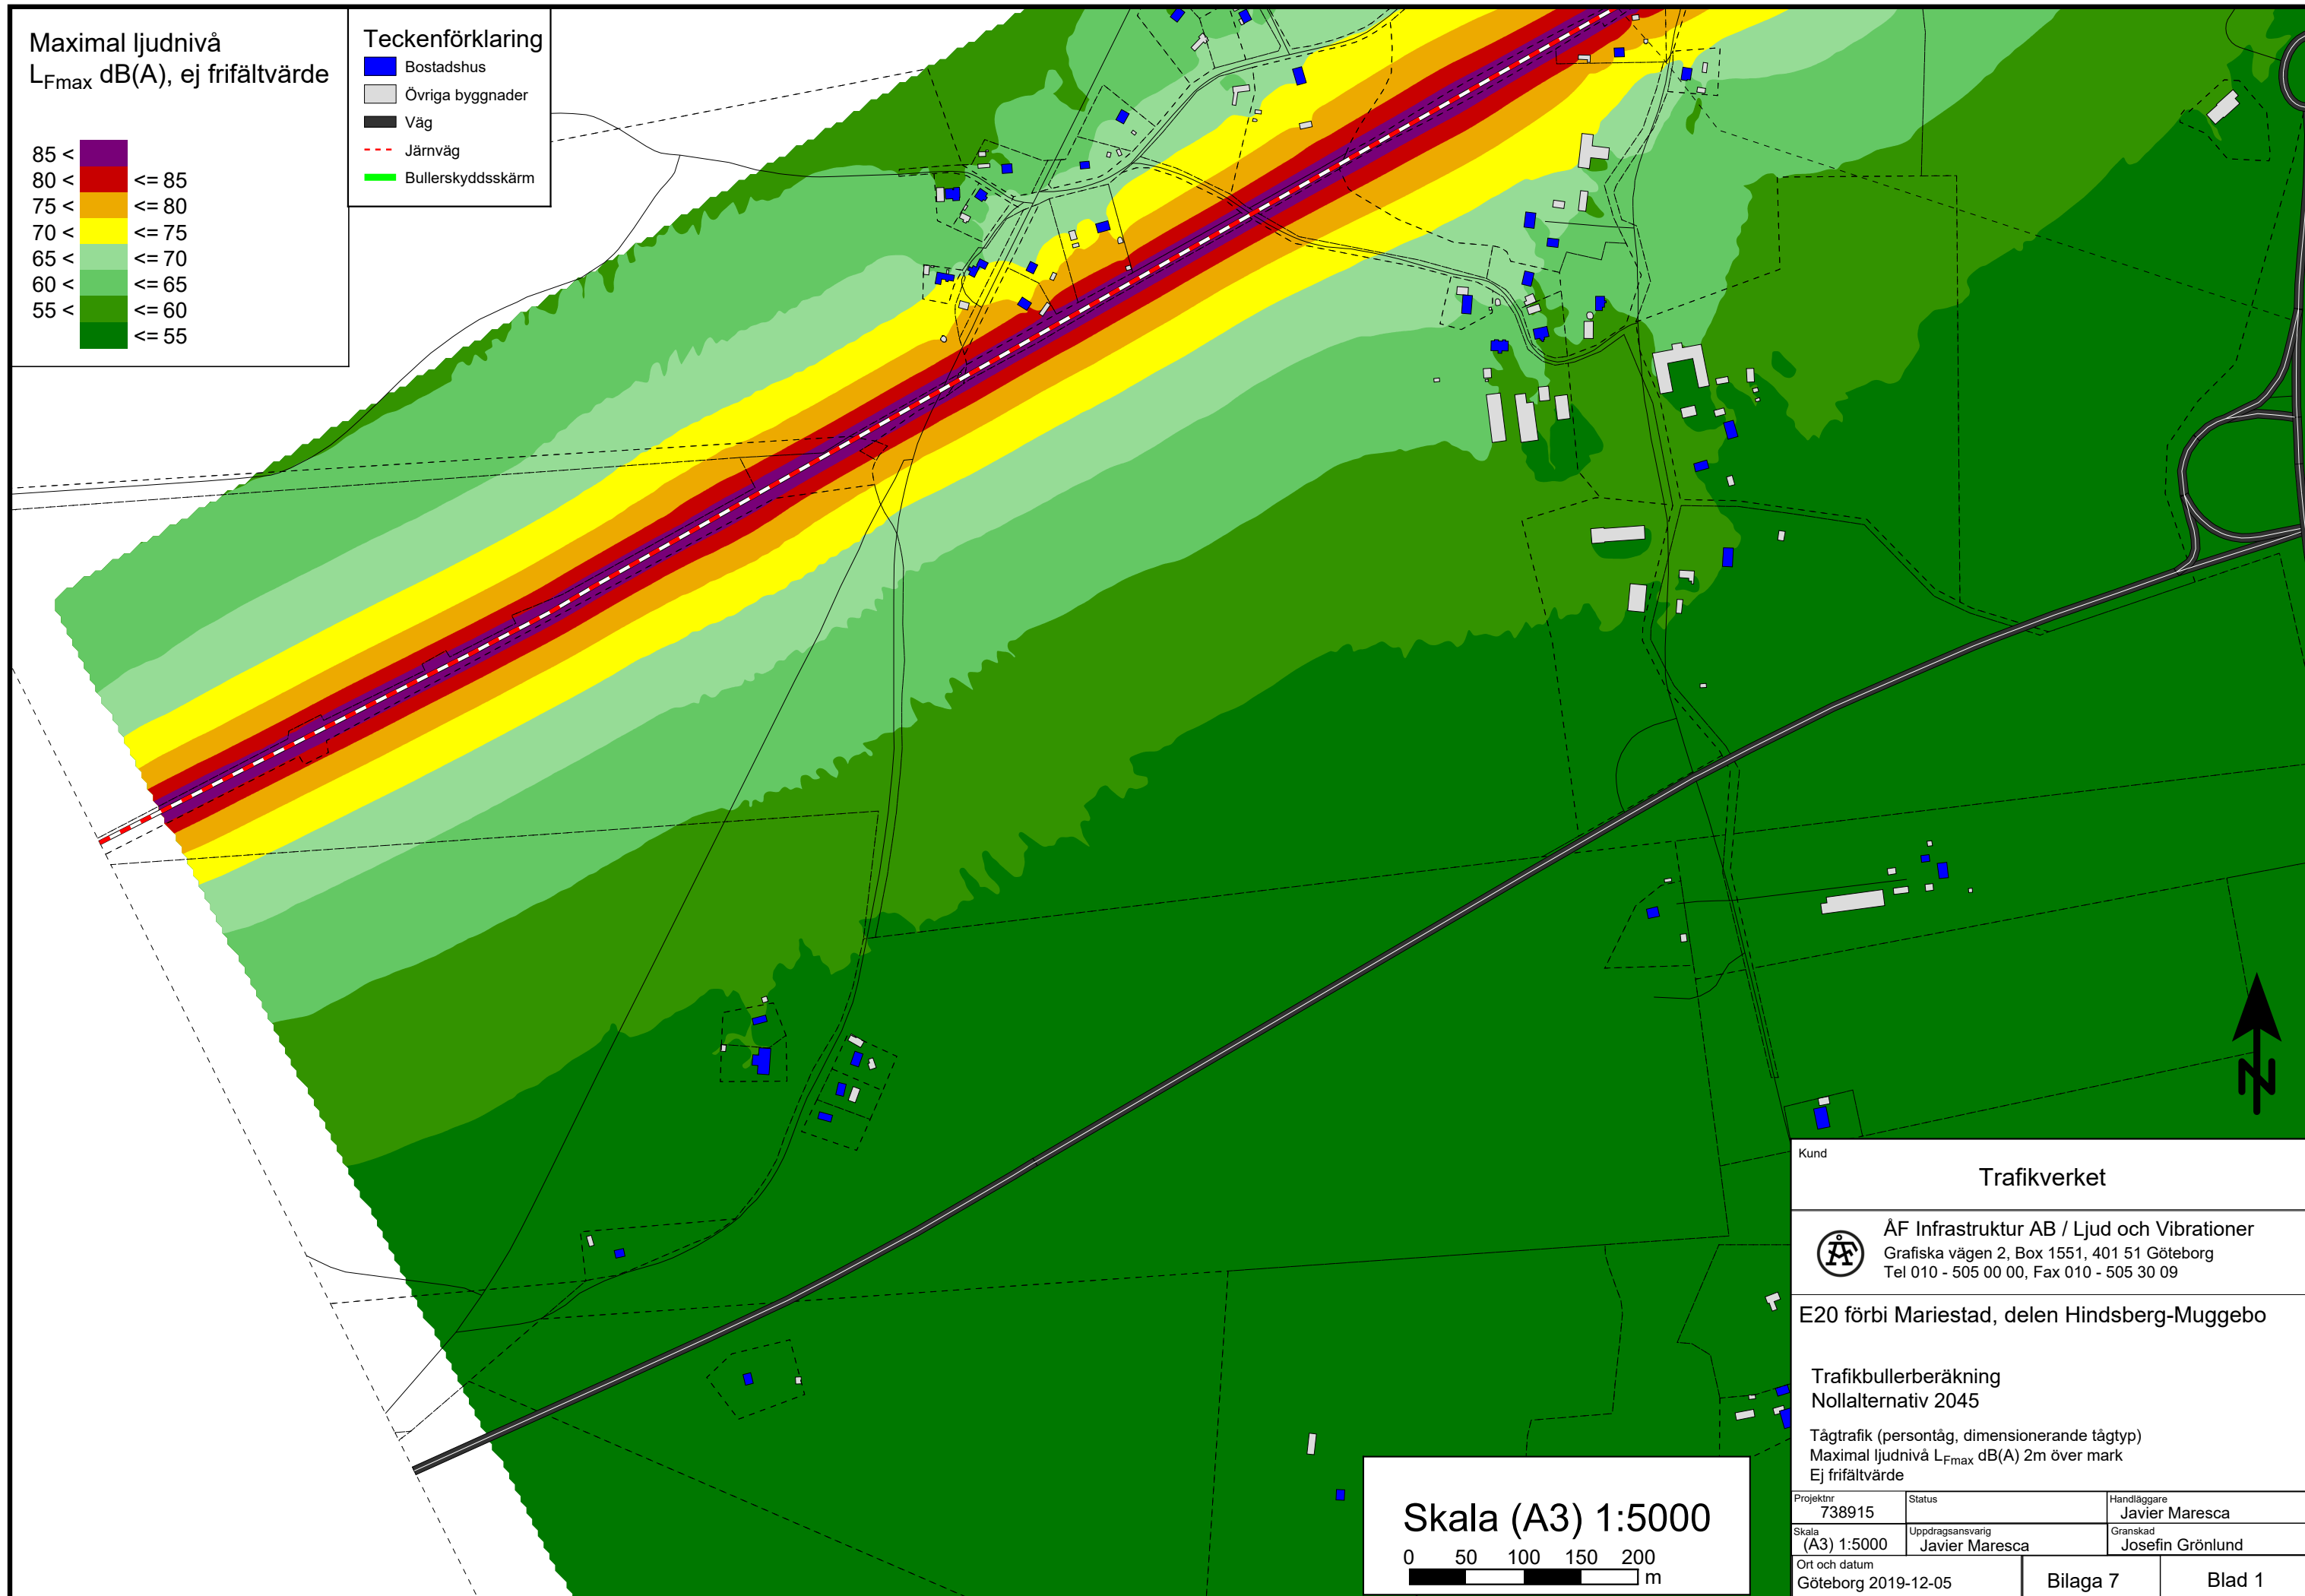 Maximal ljudnivå
LFmax dB(A), ej frifältvärde
85 <
80 < <= 85
75 < <= 80
70 < <= 75
65 < <= 70
60 < <= 65
55 < <= 60
<= 55
Teckenförklaring
Bostadshus
Övriga byggnader
Väg
Järnväg
Bullerskyddsskärm
N
Skala (A3) 1:5000
0 50 100 150 200
m
Kund
Trafikverket
ÅF
ÅF Infrastruktur AB / Ljud och Vibrationer
Grafiska vägen 2, Box 1551, 401 51 Göteborg
Tel 010 - 505 00 00, Fax 010 - 505 30 09
E20 förbi Mariestad, delen Hindsberg-Muggebo
Trafikbullerberäkning
Nollalternativ 2045
Tågtrafik (persontåg, dimensionerande tågtyp)
Maximal ljudnivå LFmax dB(A) 2m över mark
Ej frifältvärde
Projektnr Status Handläggare
738915 Javier Maresca
Skala Uppdragsansvarig Granskad
(A3) 1:5000 Javier Maresca Josefin Grönlund
Ort och datum
Göteborg 2019-12-05 Bilaga 7 Blad 1